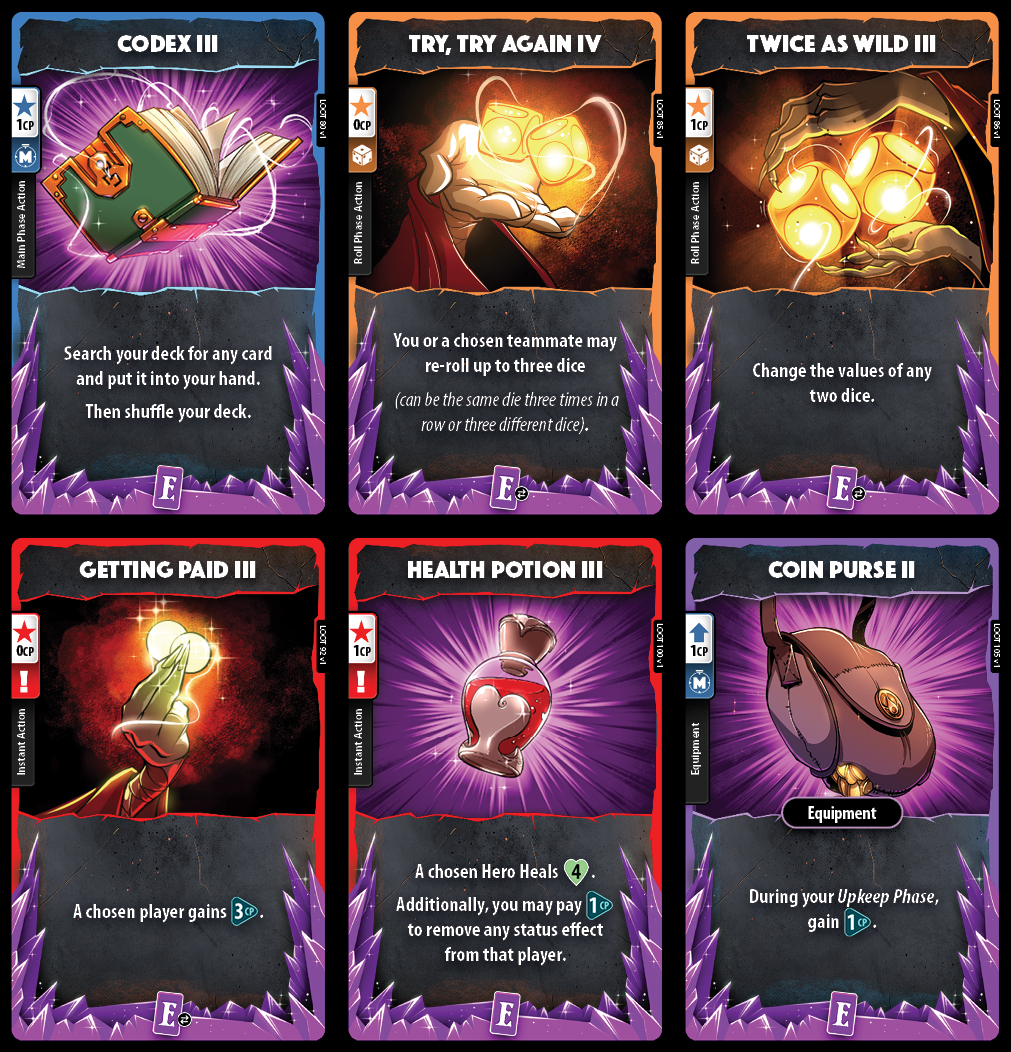 CODEX III
1CP
M
Main Phase Action
LOOT 80 v1
Search your deck for any card
and put it into your hand.
Then shuffle your deck.
E
TRY, TRY AGAIN IV
0CP
Roll Phase Action
LOOT 85 v1
You or a chosen teammate may
re-roll up to three dice
(can be the same die three times in a
row or three different dice).
E
TWICE AS WILD III
1CP
Roll Phase Action
LOOT 86 v1
Change the values of any
two dice.
E
GETTING PAID III
0CP
!
Instant Action
LOOT 92 v1
A chosen player gains 3CP.
E
HEALTH POTION III
1CP
!
Instant Action
LOOT 100 v1
A chosen Hero Heals 4.
Additionally, you may pay 1CP
to remove any status effect
from that player.
E
COIN PURSE II
1CP
M
Equipment
LOOT 105 v1
Equipment
During your Upkeep Phase,
gain 1CP.
E